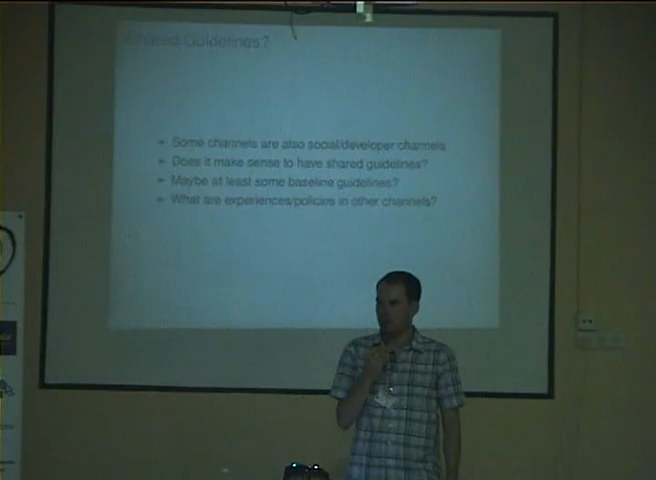 Shared Guidelines?
Some channels are also social/developer channels
Does it make sense to have shared guidelines?
Maybe at least some baseline guidelines?
What are experiences/policies in other channels?